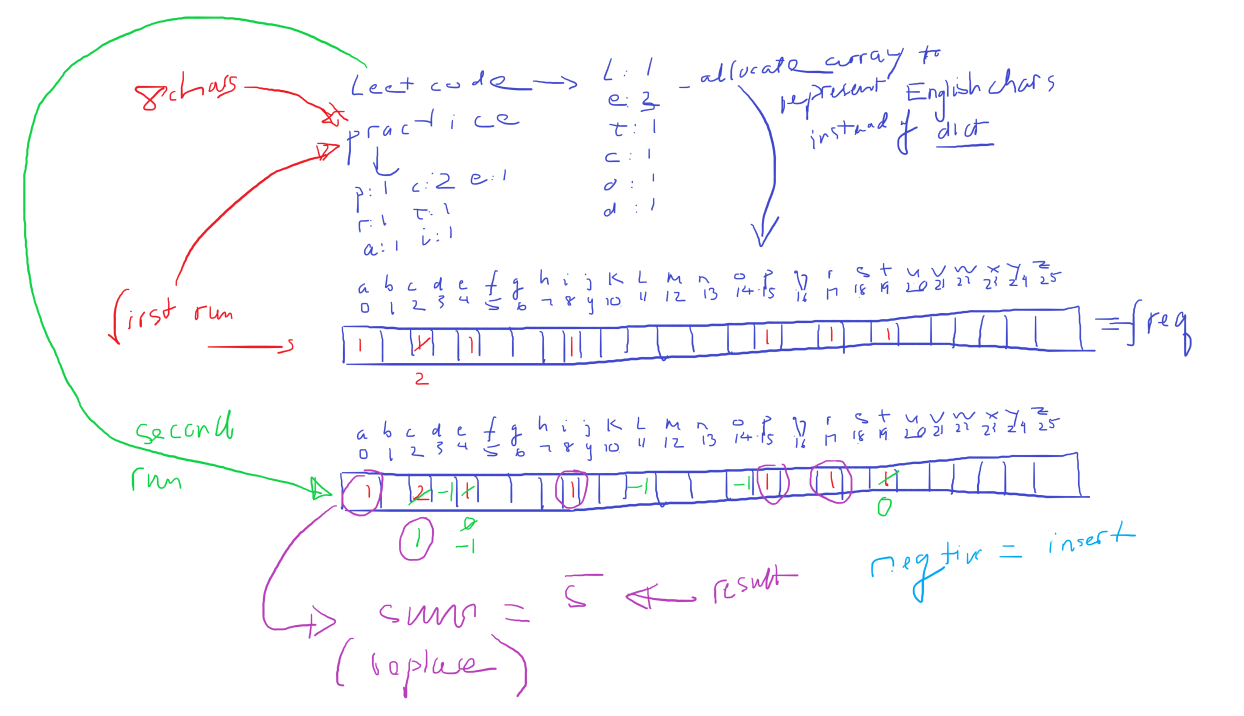 Leetcode
8 chars
practice
p:1 c:2 e:1
r:1 t:1
a:1 i:1
L: 1
e: 3
t: 1
c: 1
o: 1
d: 1
- allocate array to
represent English chars
instead of dict
first run
a b c d e f g h i j K L m n o p q r s t u v w x y z
0 1 2 3 4 5 6 7 8 9 10 11 12 13 14 15 16 17 18 19 20 21 22 23 24 25
1 1 1 1 1 1 1
2
= freq
second
run
a b c d e f g h i j K L m n o p q r s t u v w x y z
0 1 2 3 4 5 6 7 8 9 10 11 12 13 14 15 16 17 18 19 20 21 22 23 24 25
1 2 -1 1 1 -1 -1 1 1 1
1 0 0
-1
negtive = insert
sum = 5 result
(replace)